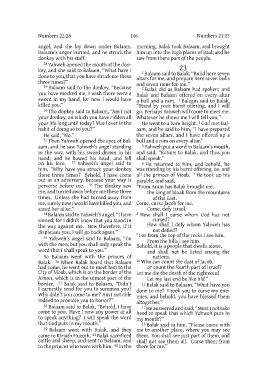 Numbers 22:28
146
Numbers 23:13
angel, and she lay down under Balaam.
Balaam's anger burned, and he struck the
donkey with his staff.
28 Yahweh opened the mouth of the don-
key, and she said to Balaam, "What have I
done to you, that you have struck me these
three times?"
29 Balaam said to the donkey, "Because
you have mocked me, I wish there were a
sword in my hand, for now I would have
killed you."
30 The donkey said to Balaam, "Am I not
your donkey, on which you have ridden all
your life long until today? Was I ever in the
habit of doing so to you?"
He said, "No."
31 Then Yahweh opened the eyes of Bal-
aam, and he saw Yahweh's angel standing
in the way, with his sword drawn in his
hand; and he bowed his head, and fell
on his face. 32 Yahweh's angel said to
him, "Why have you struck your donkey
these three times? Behold, I have come
out as an adversary, because your way is
perverse before me. 33 The donkey saw
me, and turned away before me these three
times. Unless she had turned away from
me, surely now I would have killed you, and
saved her alive."
34 Balaam said to Yahweh's angel, "I have
sinned; for I didn't know that you stood in
the way against me. Now therefore, if it
displeases you, I will go back again."
35 Yahweh's angel said to Balaam, "Go
with the men; but you shall only speak the
word that I shall speak to you."
So Balaam went with the princes of
Balak. 36 When Balak heard that Balaam
had come, he went out to meet him to the
City of Moab, which is on the border of the
Arnon, which is in the utmost part of the
border. 37 Balak said to Balaam, "Didn't
I earnestly send for you to summon you?
Why didn't you come to me? Am I not able
indeed to promote you to honor?"
38 Balaam said to Balak, "Behold, I have
come to you. Have I now any power at all
to speak anything? I will speak the word
that God puts in my mouth."
39 Balaam went with Balak, and they
came to Kiriath Huzoth. 40 Balak sacrificed
cattle and sheep, and sent to Balaam, and
to the princes who were with him. 41 In the
morning, Balak took Balaam, and brought
him up into the high places of Baal; and he
saw from there part of the people.
23
1 Balaam said to Balak, "Build here seven
altars for me, and prepare here seven bulls
and seven rams for me."
2 Balak did as Balaam had spoken; and
Balak and Balaam offered on every altar
a bull and a ram. 3 Balaam said to Balak,
"Stand by your burnt offering, and I will
go. Perhaps Yahweh will come to meet me.
Whatever he shows me I will tell you."
He went to a bare height. 4 God met Bal-
aam, and he said to him, "I have prepared
the seven altars, and I have offered up a
bull and a ram on every altar."
5 Yahweh put a word in Balaam's mouth,
and said, "Return to Balak, and thus you
shall speak."
6 He returned to him, and behold, he
was standing by his burnt offering, he, and
all the princes of Moab. 7 He took up his
parable, and said,
"From Aram has Balak brought me,
the king of Moab from the mountains
of the East.
Come, curse Jacob for me.
Come, defy Israel.
8 How shall I curse whom God has not
cursed?
How shall I defy whom Yahweh has
not defied?
9 For from the top of the rocks I see him.
From the hills I see him.
Behold, it is a people that dwells alone,
and shall not be listed among the
nations.
10 Who can count the dust of Jacob,
or count the fourth part of Israel?
Let me die the death of the righteous!
Let my last end be like his!"
11 Balak said to Balaam, "What have you
done to me? I took you to curse my ene-
mies, and behold, you have blessed them
altogether."
12 He answered and said, "Must I not take
heed to speak that which Yahweh puts in
my mouth?"
13 Balak said to him, "Please come with
me to another place, where you may see
them. You shall see just part of them, and
shall not see them all. Curse them from
there for me."